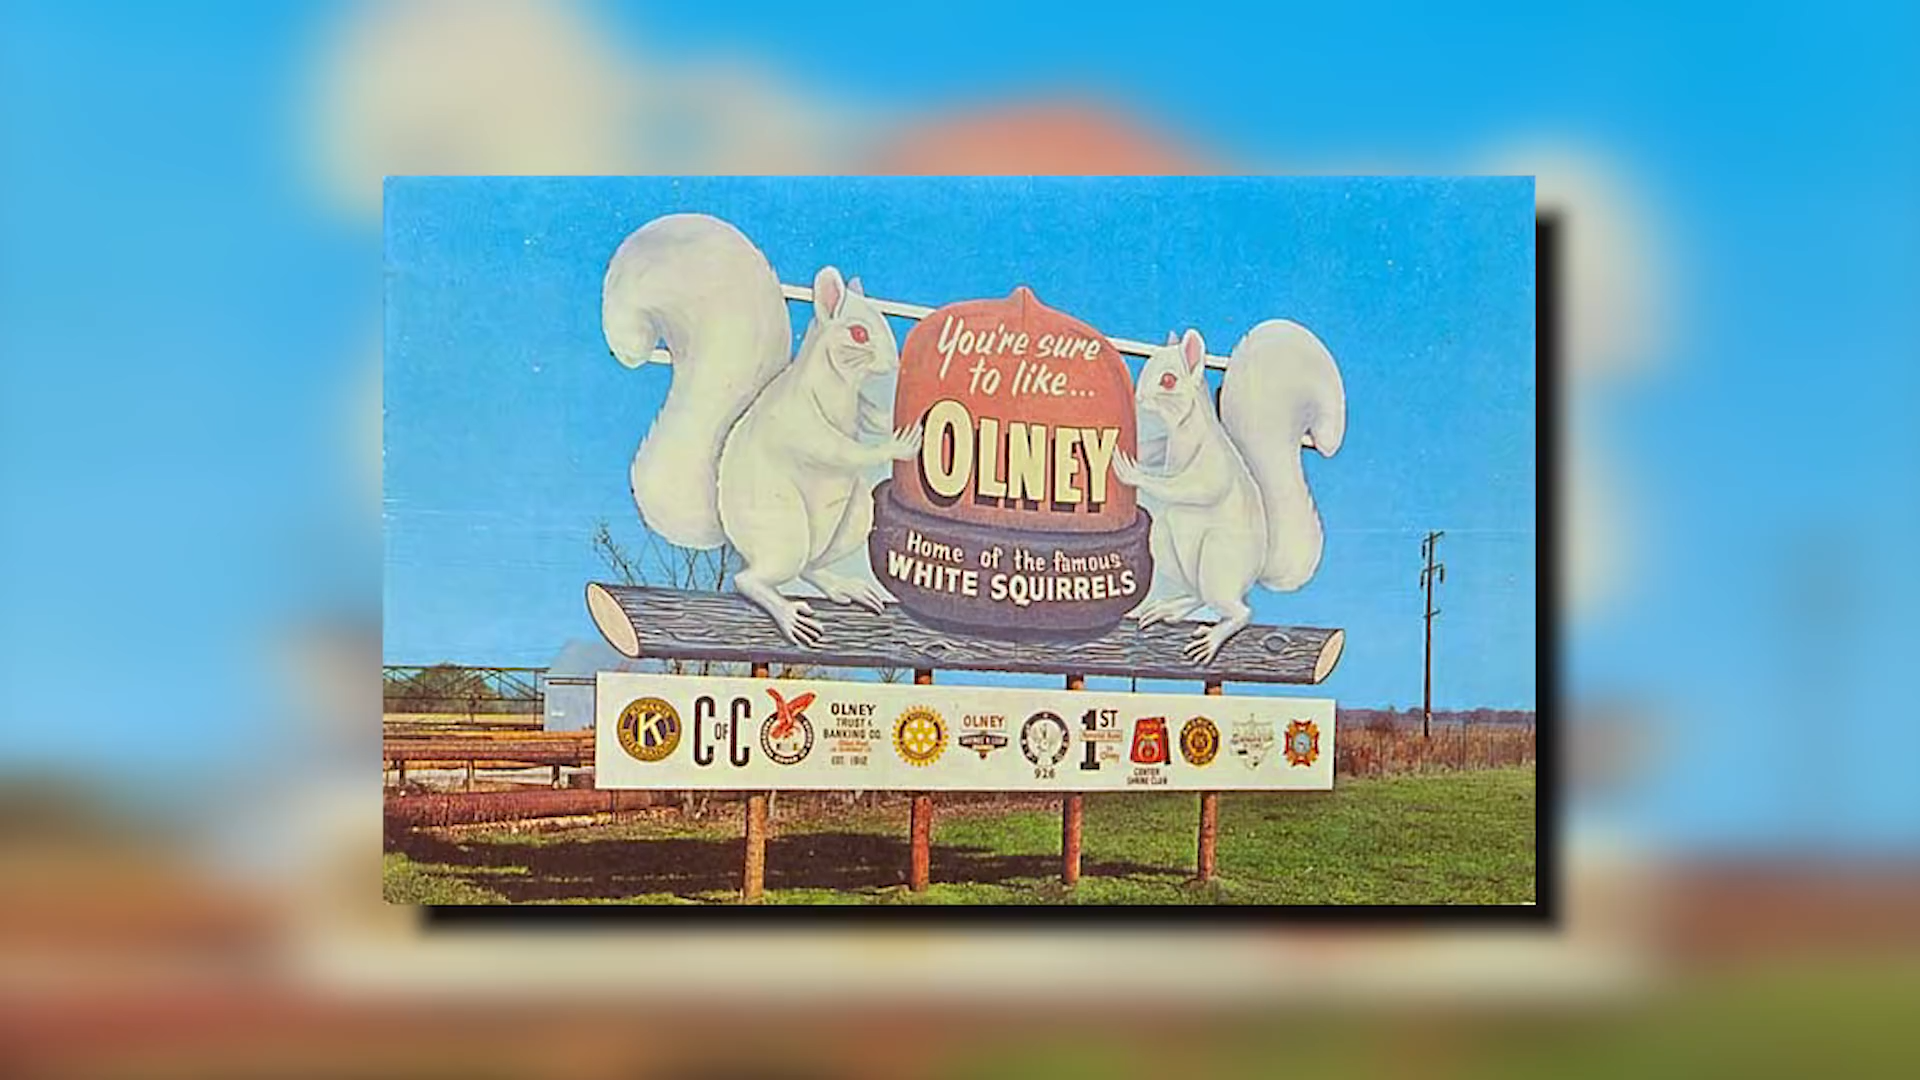 You're sure
to like...
OLNEY
Home of the famous
WHITE SQUIRRELS
K
C OF C
OLNEY
TRUST &
BANKING CO.
EST. 1912
OLNEY
926
1ST
CENTER
SHRINE CLUB